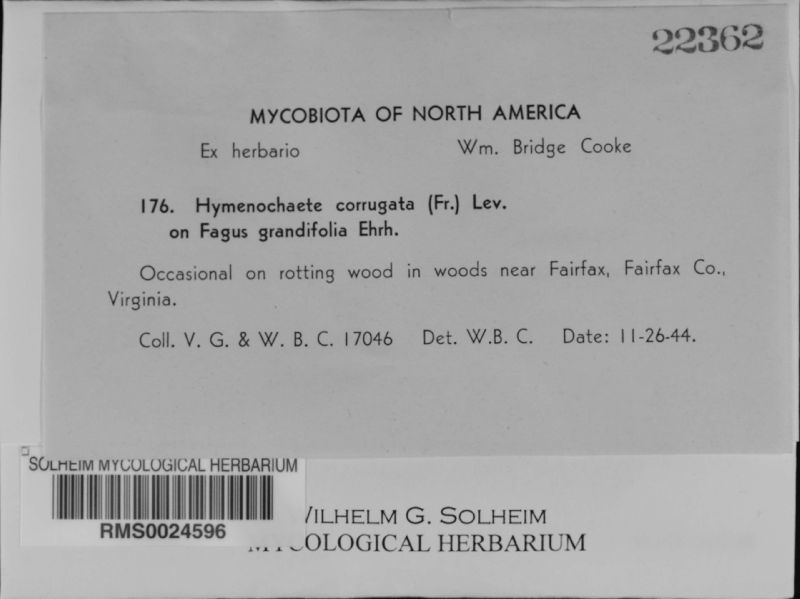 22362
MYCOBIOTA OF NORTH AMERICA
Ex herbario Wm. Bridge Cooke
176. Hymenochaete corrugata (Fr.) Lev.
on Fagus grandifolia Ehrh.
Occasional on rotting wood in woods near Fairfax, Fairfax Co.,
Virginia.
Coll. V. G. & W. B. C. 17046 Det. W.B. C. Date: 11-26-44.
SOLHEIM MYCOLOGICAL HERBARIUM
RMS0024596
WILHELM G. SOLHEIM
MYCOLOGICAL HERBARIUM